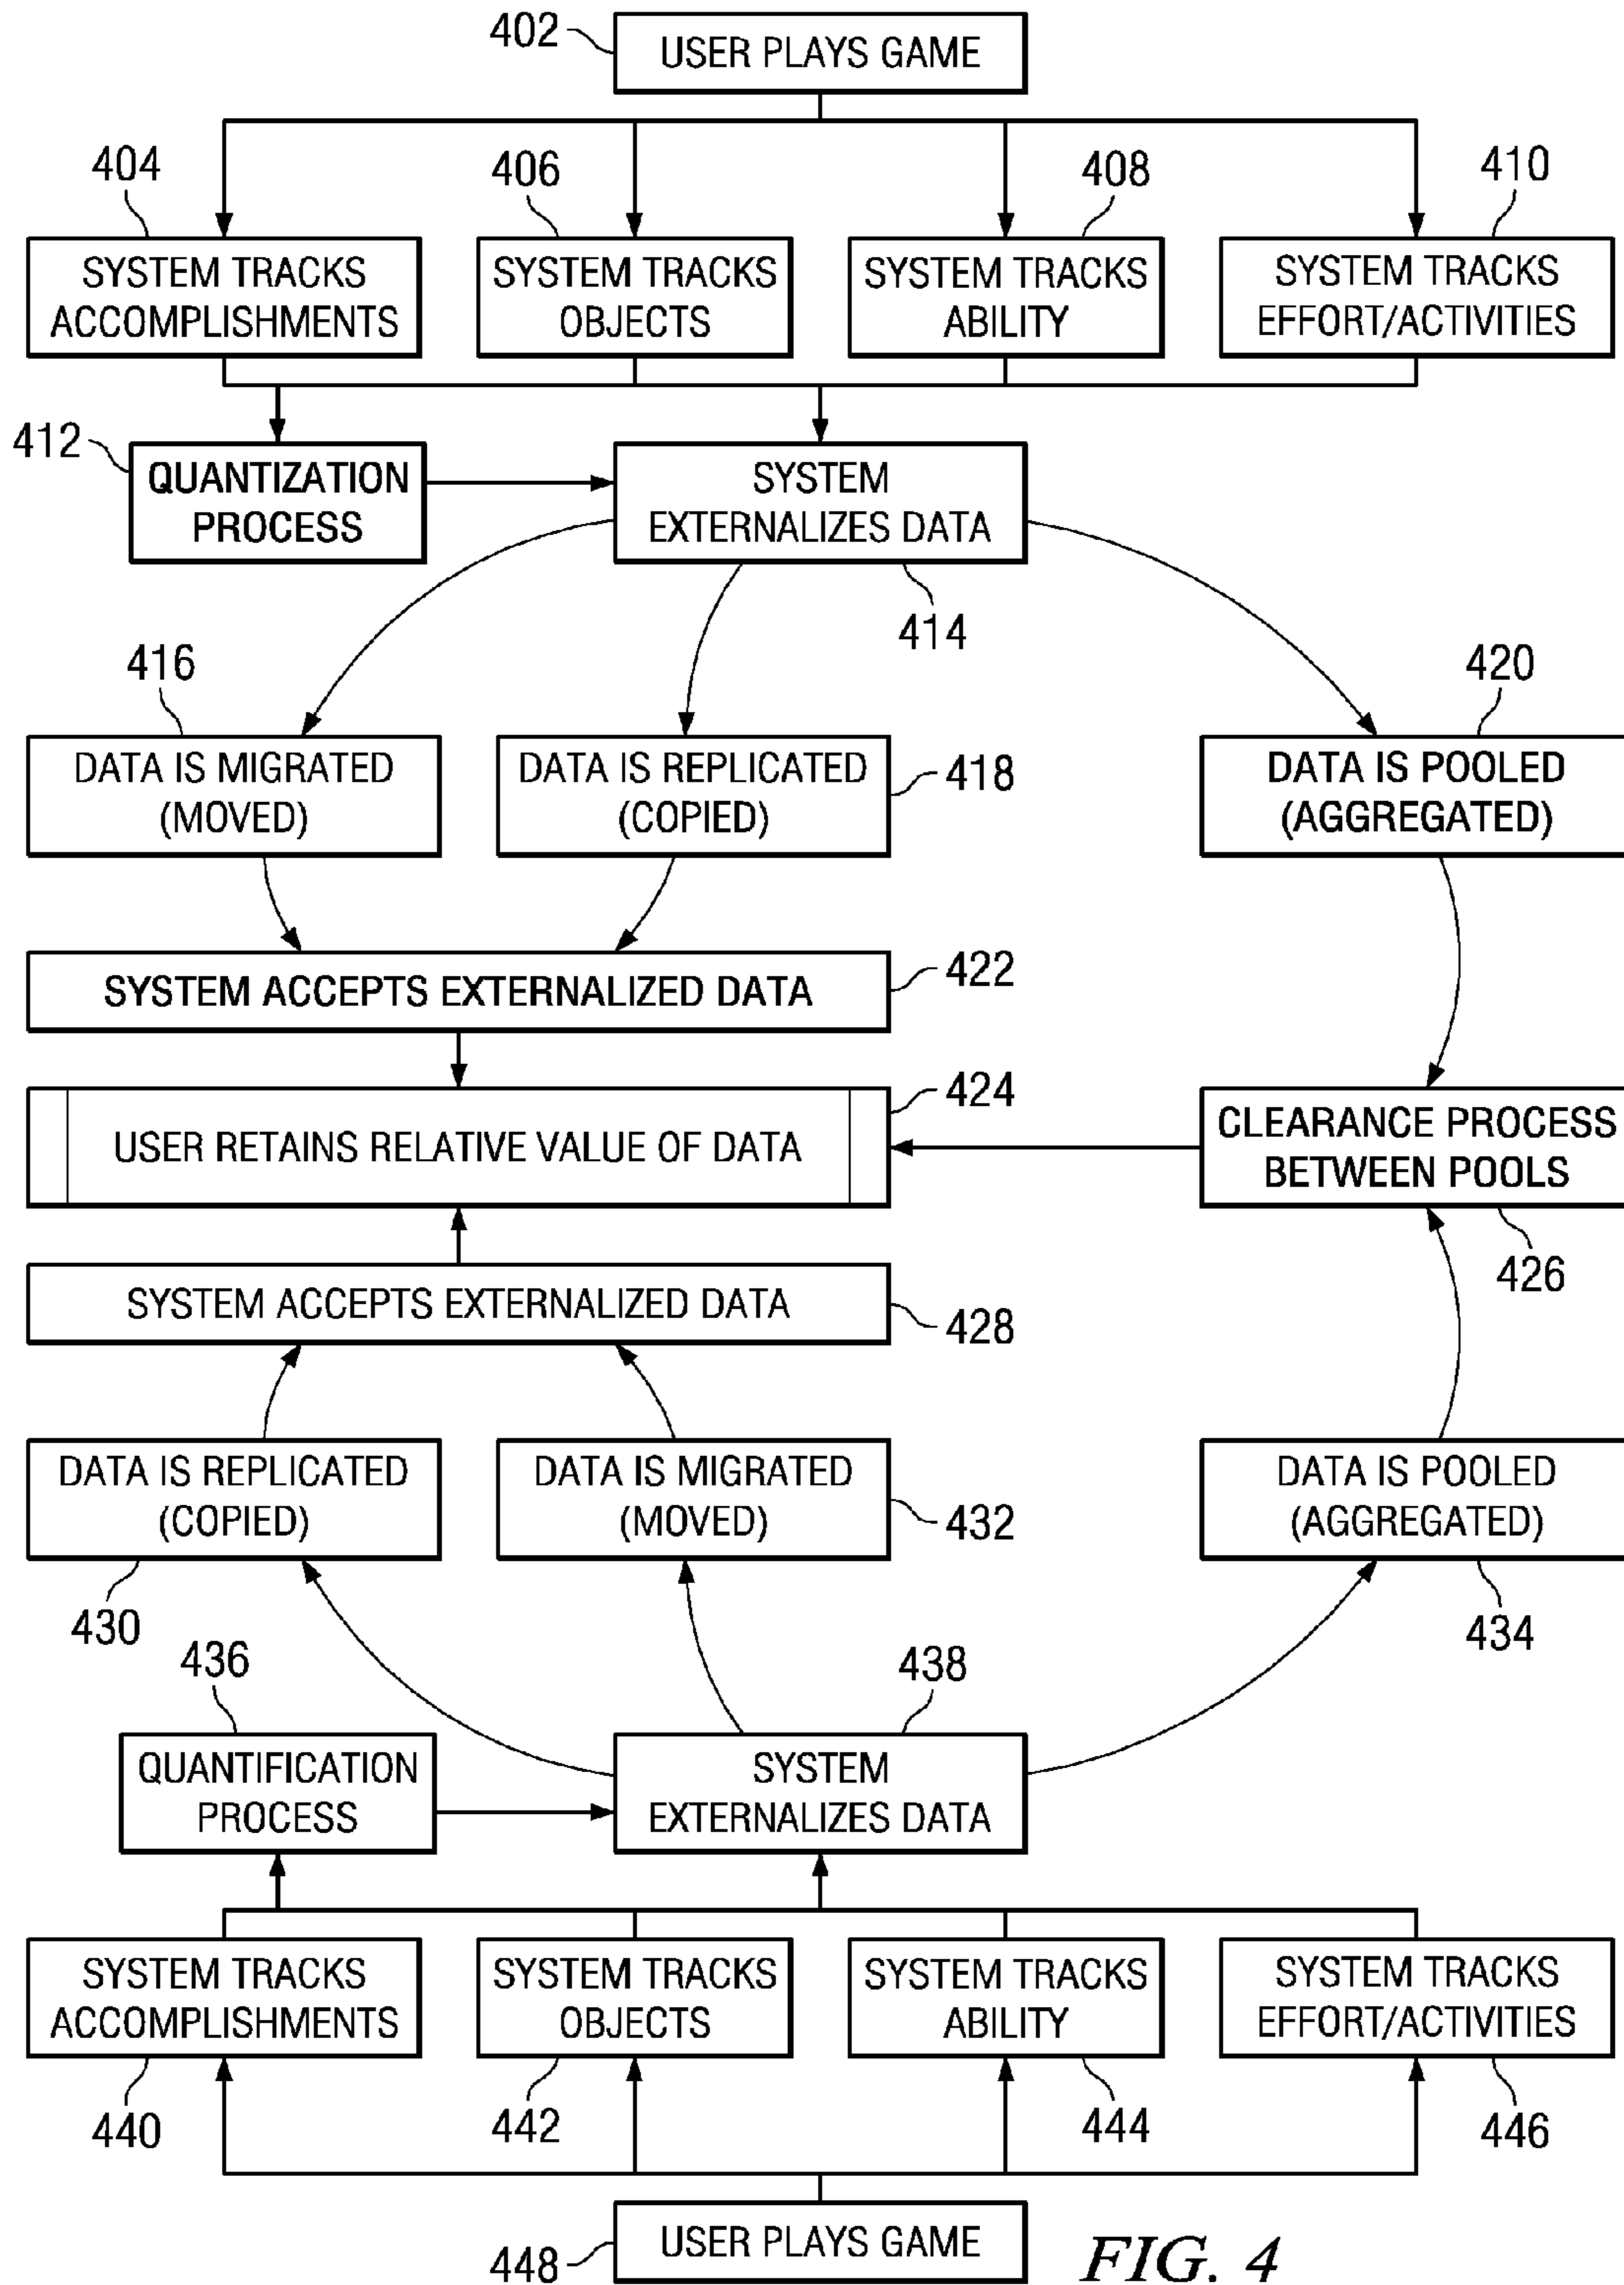 402
USER PLAYS GAME
404
406
408
410
SYSTEM TRACKS
ACCOMPLISHMENTS
SYSTEM TRACKS
OBJECTS
SYSTEM TRACKS
ABILITY
SYSTEM TRACKS
EFFORT/ACTIVITIES
412
QUANTIZATION
PROCESS
SYSTEM
EXTERNALIZES DATA
414
416
420
DATA IS MIGRATED
(MOVED)
DATA IS REPLICATED
(COPIED)
418
DATA IS POOLED
(AGGREGATED)
SYSTEM ACCEPTS EXTERNALIZED DATA
422
424
USER RETAINS RELATIVE VALUE OF DATA
CLEARANCE PROCESS
BETWEEN POOLS
426
SYSTEM ACCEPTS EXTERNALIZED DATA
428
DATA IS REPLICATED
(COPIED)
DATA IS MIGRATED
(MOVED)
432
DATA IS POOLED
(AGGREGATED)
430
434
436
438
QUANTIFICATION
PROCESS
SYSTEM
EXTERNALIZES DATA
SYSTEM TRACKS
ACCOMPLISHMENTS
SYSTEM TRACKS
OBJECTS
SYSTEM TRACKS
ABILITY
SYSTEM TRACKS
EFFORT/ACTIVITIES
440
442
444
446
448
USER PLAYS GAME
FIG. 4